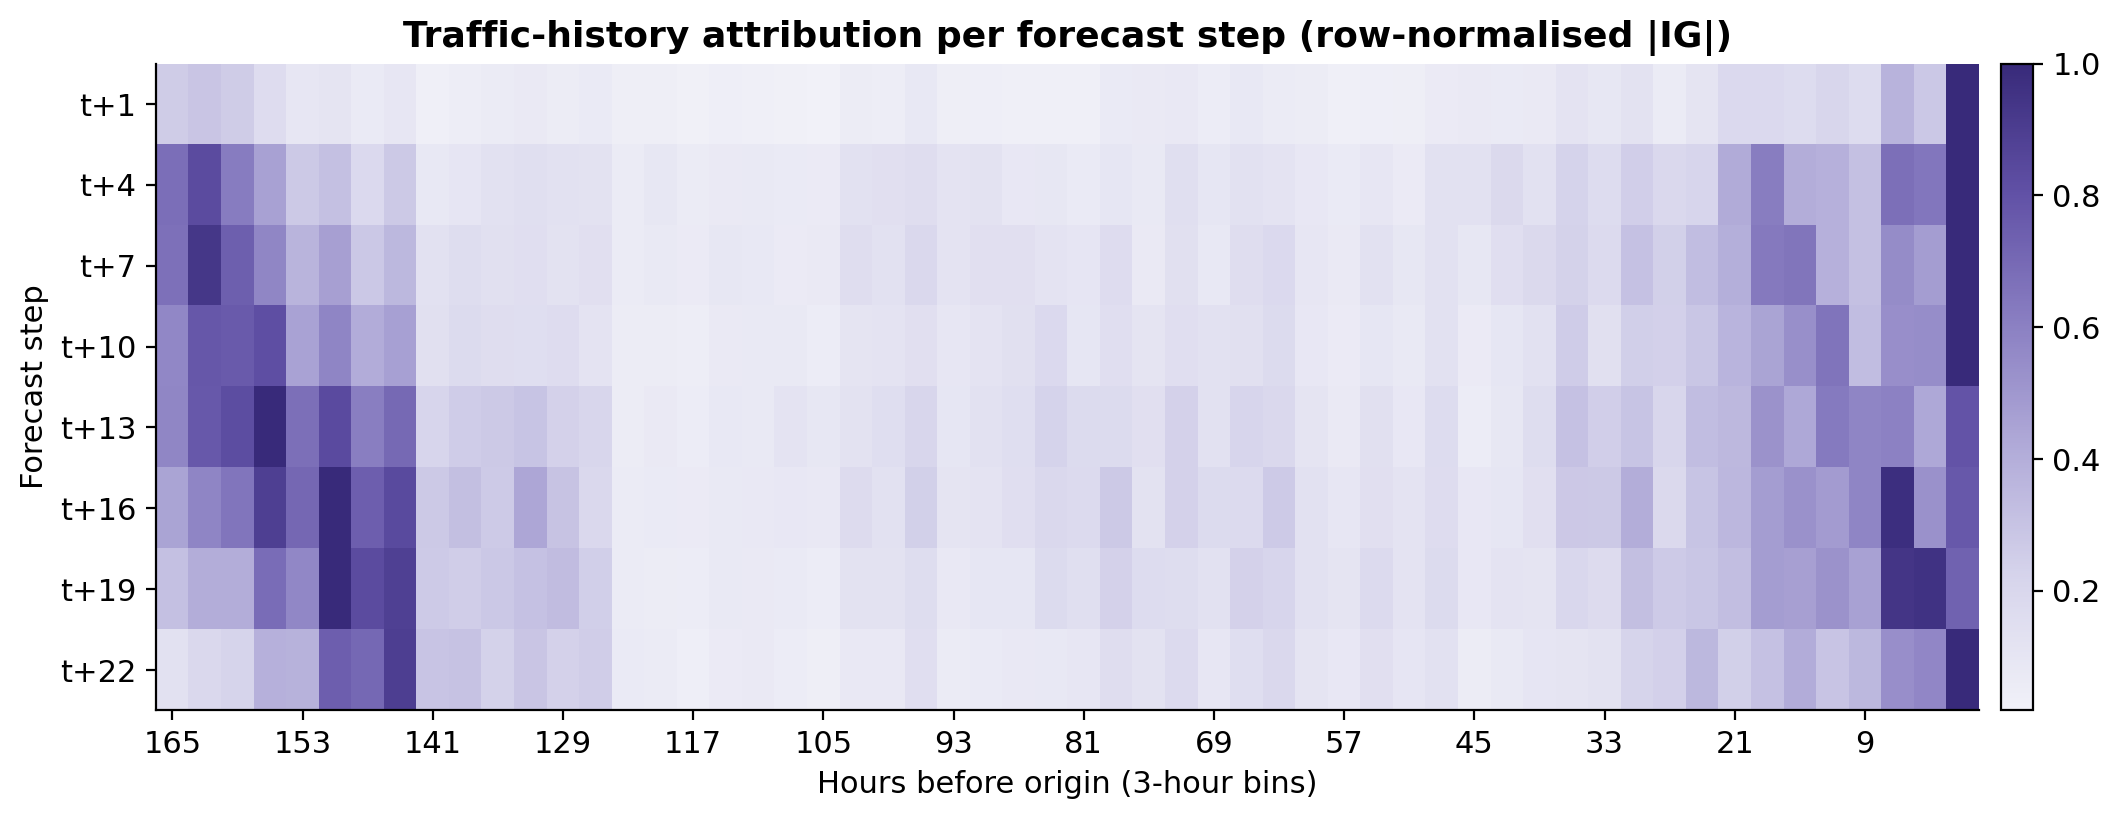 Traffic-history attribution per forecast step (row-normalised |IG|)
Forecast step
t+1
t+4
t+7
t+10
t+13
t+16
t+19
t+22
165 153 141 129 117 105 93 81 69 57 45 33 21 9
Hours before origin (3-hour bins)
1.0
0.8
0.6
0.4
0.2